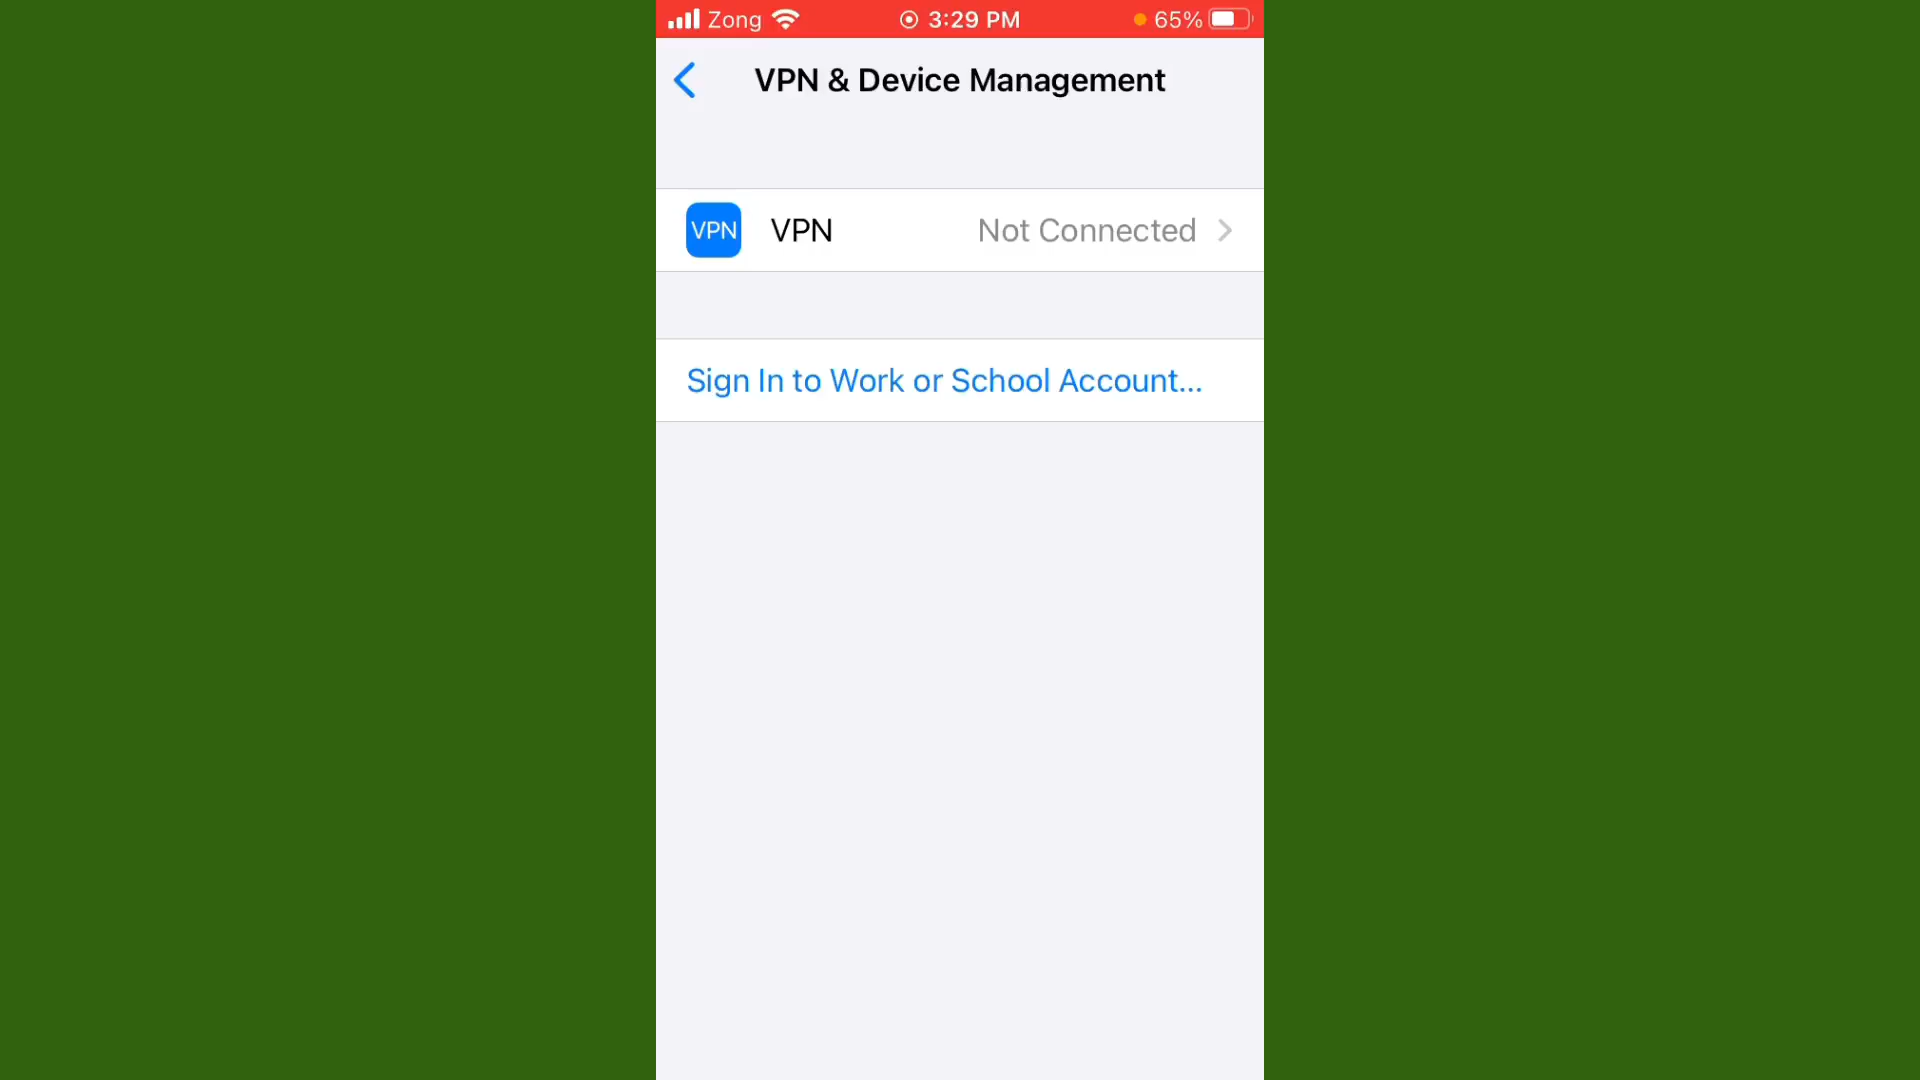 Zong 3:29 PM 65%
VPN & Device Management
VPN VPN Not Connected
Sign In to Work or School Account...